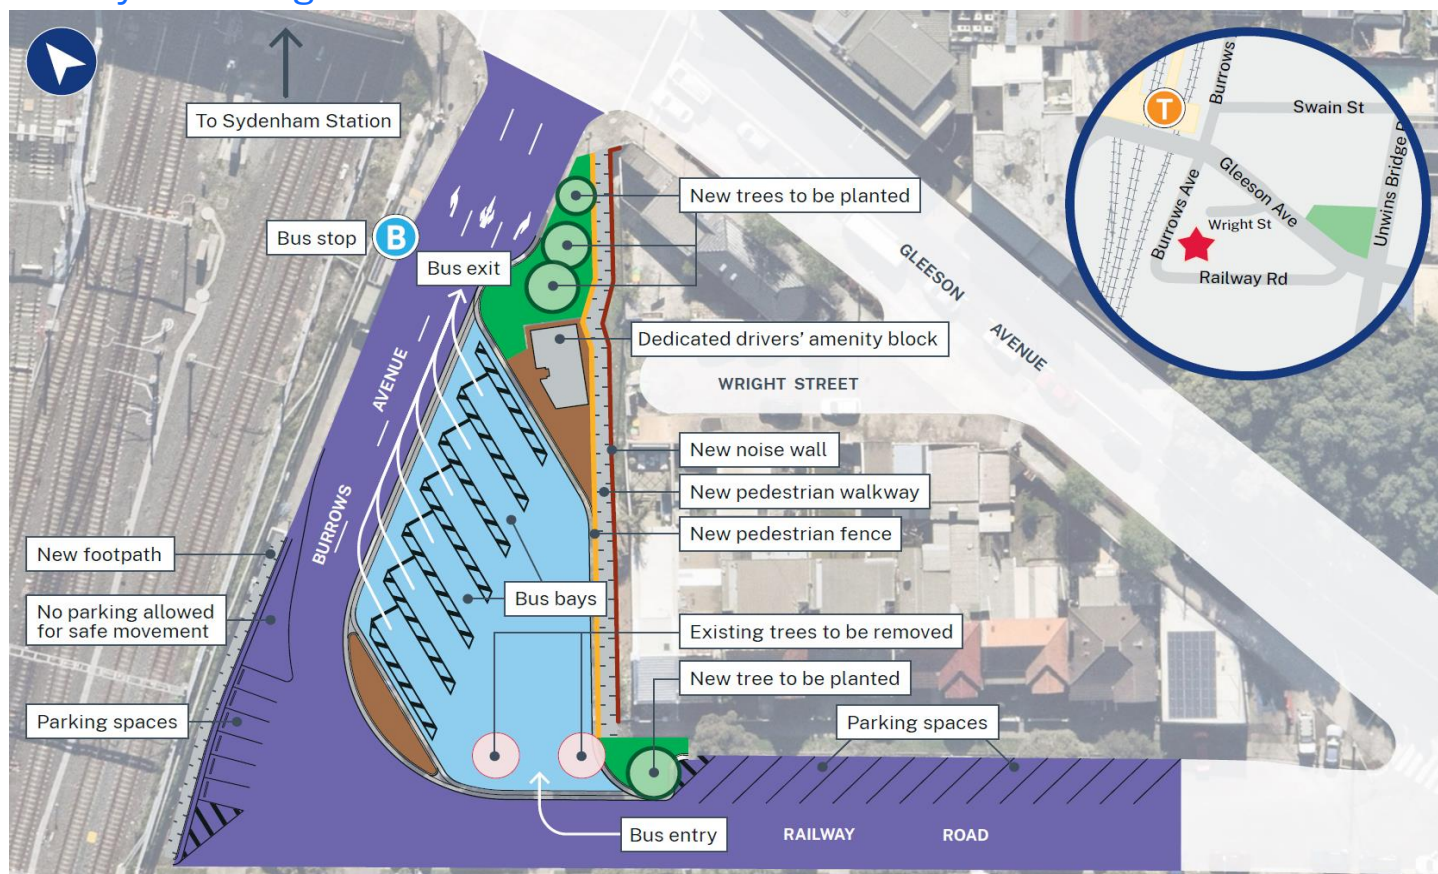 To Sydenham Station
Bus stop
B
Bus exit
New trees to be planted
Dedicated drivers' amenity block
GLEESON
AVENUE
WRIGHT STREET
AVENUE
BURROWS
New noise wall
New pedestrian walkway
New pedestrian fence
New footpath
No parking allowed
for safe movement
Bus bays
Existing trees to be removed
New tree to be planted
Parking spaces
Parking spaces
Bus entry
RAILWAY ROAD
T
Burrows
Swain St
Gleeson Ave
Unwins Bridge
Burrows Ave
Wright St
Railway Rd